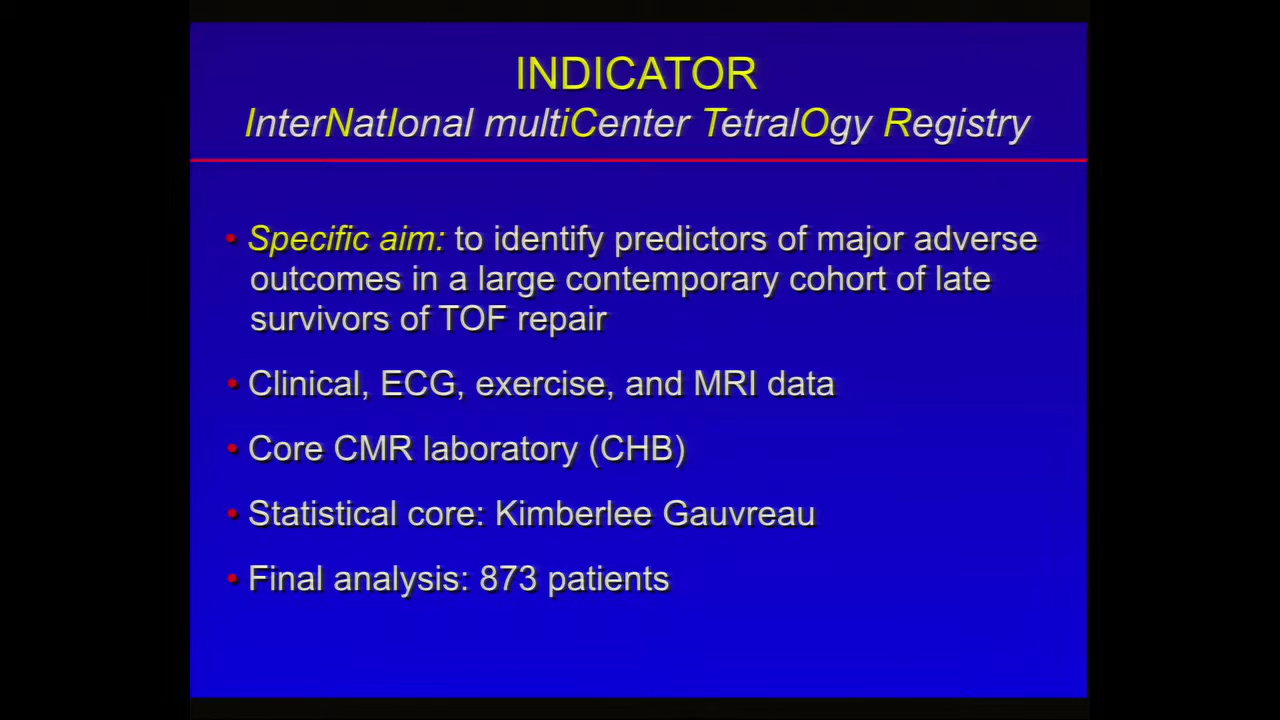 INDICATOR
InterNatIonal multiCenter TetralOgy Registry
• Specific aim: to identify predictors of major adverse
outcomes in a large contemporary cohort of late
survivors of TOF repair
• Clinical, ECG, exercise, and MRI data
• Core CMR laboratory (CHB)
• Statistical core: Kimberlee Gauvreau
• Final analysis: 873 patients